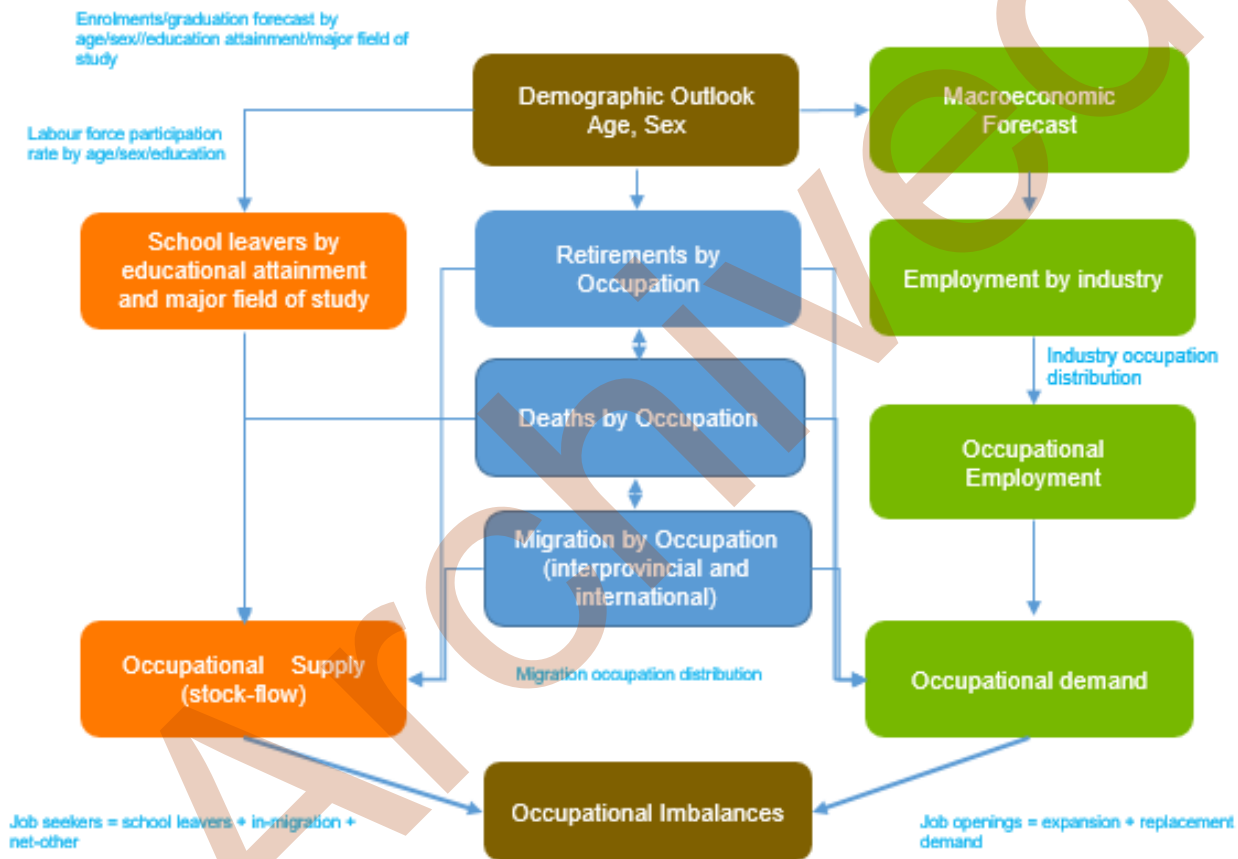 Enrolments/graduation forecast by
age/sex//education attainment/major field of
study
Demographic Outlook
Age, Sex
Macroeconomic
Forecast
Labour force participation
rate by age/sex/education
School leavers by
educational attainment
and major field of study
Retirements by
Occupation
Employment by industry
Industry occupation
distribution
Deaths by Occupation
Occupational
Employment
Migration by Occupation
(interprovincial and
international)
Occupational Supply
(stock-flow)
Migration occupation distribution
Occupational demand
Occupational Imbalances
Job seekers = school leavers + in-migration +
net-other
Job openings = expansion + replacement
demand
Archived